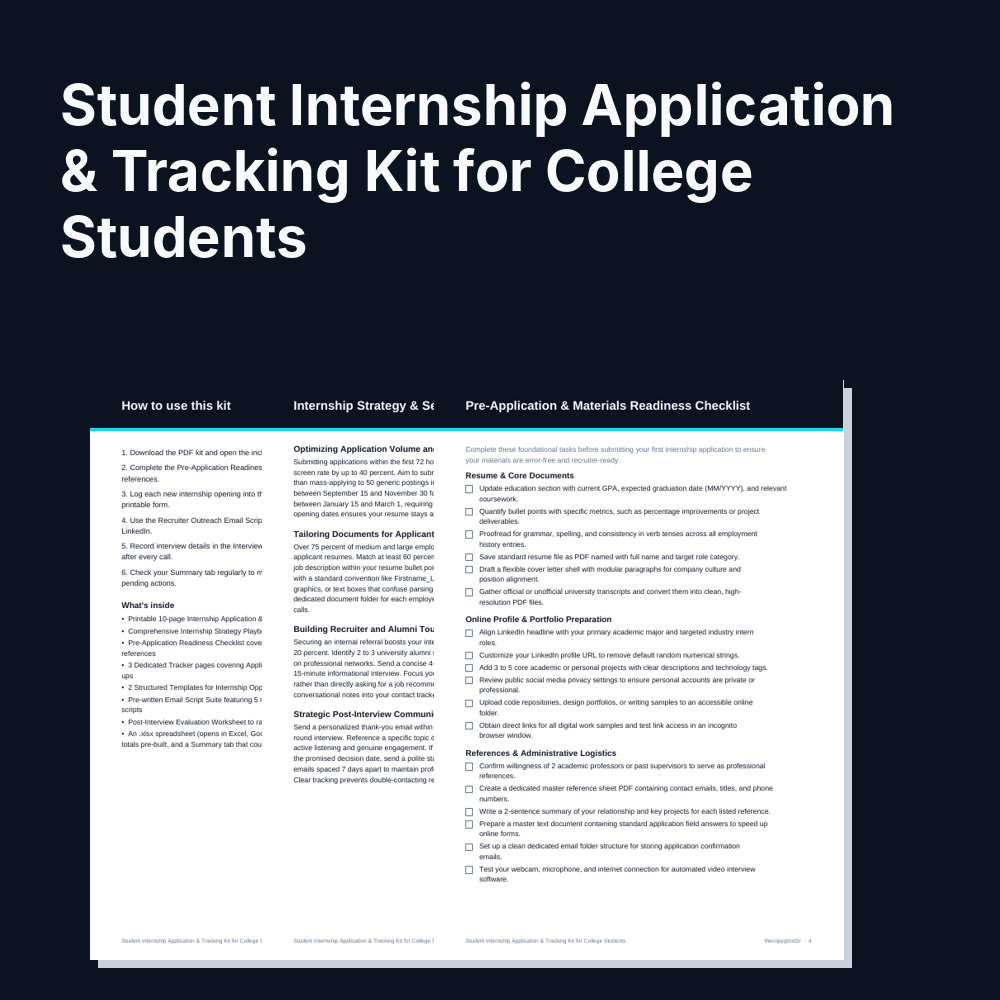 Student Internship Application
& Tracking Kit for College
Students
How to use this kit
1. Download the PDF kit and open the incl
2. Complete the Pre-Application Readines
references.
3. Log each new internship opening into th
printable form.
4. Use the Recruiter Outreach Email Scrip
LinkedIn.
5. Record interview details in the Interview
after every call.
6. Check your Summary tab regularly to m
pending actions.
What's inside
• Printable 10-page Internship Application &
• Comprehensive Internship Strategy Playb
• Pre-Application Readiness Checklist cove
references
• 3 Dedicated Tracker pages covering Appli
ups
• 2 Structured Templates for Internship Opp
• Pre-written Email Script Suite featuring 5 r
scripts
• Post-Interview Evaluation Worksheet to ra
• An .xlsx spreadsheet (opens in Excel, Goo
totals pre-built, and a Summary tab that cou
Student Internship Application & Tracking Kit for College S
Internship Strategy & Se
Optimizing Application Volume and
Submitting applications within the first 72 ho
screen rate by up to 40 percent. Aim to subm
than mass-applying to 50 generic postings i
between September 15 and November 30 fo
between January 15 and March 1, requiring
opening dates ensures your resume stays a
Tailoring Documents for Applicant
Over 75 percent of medium and large emplo
applicant resumes. Match at least 60 percen
job description within your resume bullet poi
with a standard convention like Firstname_L
graphics, or text boxes that confuse parsing
dedicated document folder for each employe
calls.
Building Recruiter and Alumni Tou
Securing an internal referral boosts your inte
20 percent. Identify 2 to 3 university alumni
on professional networks. Send a concise 4-
15-minute informational interview. Focus yo
rather than directly asking for a job recomme
conversational notes into your contact tracke
Strategic Post-Interview Communi
Send a personalized thank-you email within
round interview. Reference a specific topic d
active listening and genuine engagement. If
the promised decision date, send a polite sta
emails spaced 7 days apart to maintain prof
Clear tracking prevents double-contacting re
Student Internship Application & Tracking Kit for College S
Pre-Application & Materials Readiness Checklist
Complete these foundational tasks before submitting your first internship application to ensure
your materials are error-free and recruiter-ready.
Resume & Core Documents
Update education section with current GPA, expected graduation date (MM/YYYY), and relevant
coursework.
Quantify bullet points with specific metrics, such as percentage improvements or project
deliverables.
Proofread for grammar, spelling, and consistency in verb tenses across all employment
history entries.
Save standard resume file as PDF named with full name and target role category.
Draft a flexible cover letter shell with modular paragraphs for company culture and
position alignment.
Gather official or unofficial university transcripts and convert them into clean, high-
resolution PDF files.
Online Profile & Portfolio Preparation
Align LinkedIn headline with your primary academic major and targeted industry intern
roles.
Customize your LinkedIn profile URL to remove default random numerical strings.
Add 3 to 5 core academic or personal projects with clear descriptions and technology tags.
Review public social media privacy settings to ensure personal accounts are private or
professional.
Upload code repositories, design portfolios, or writing samples to an accessible online
folder.
Obtain direct links for all digital work samples and test link access in an incognito
browser window.
References & Administrative Logistics
Confirm willingness of 2 academic professors or past supervisors to serve as professional
references.
Create a dedicated master reference sheet PDF containing contact emails, titles, and phone
numbers.
Write a 2-sentence summary of your relationship and key projects for each listed reference.
Prepare a master text document containing standard application field answers to speed up
online forms.
Set up a clean dedicated email folder structure for storing application confirmation
emails.
Test your webcam, microphone, and internet connection for automated video interview
software.
Student Internship Application & Tracking Kit for College Students
thecopygrind3r · 4